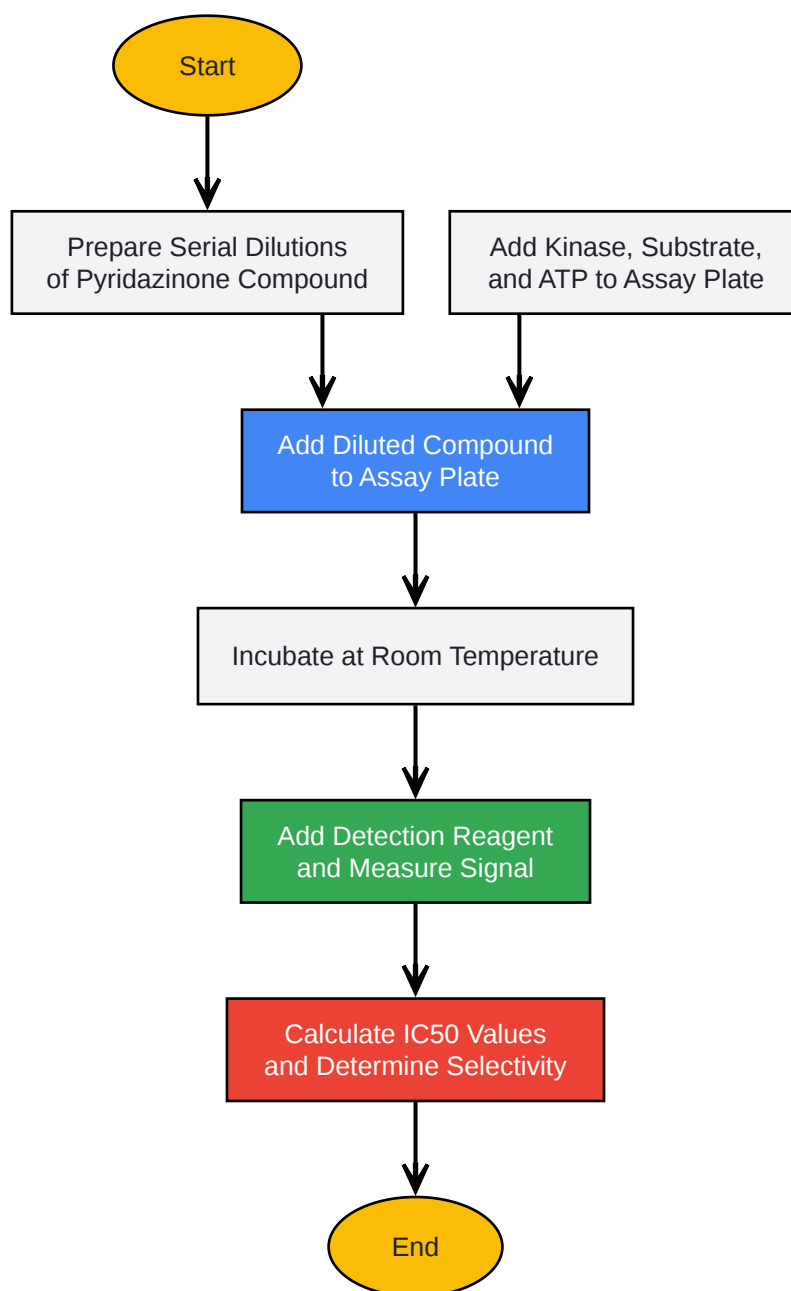 Start
Prepare Serial Dilutions
of Pyridazinone Compound
Add Kinase, Substrate,
and ATP to Assay Plate
Add Diluted Compound
to Assay Plate
Incubate at Room Temperature
Add Detection Reagent
and Measure Signal
Calculate IC50 Values
and Determine Selectivity
End